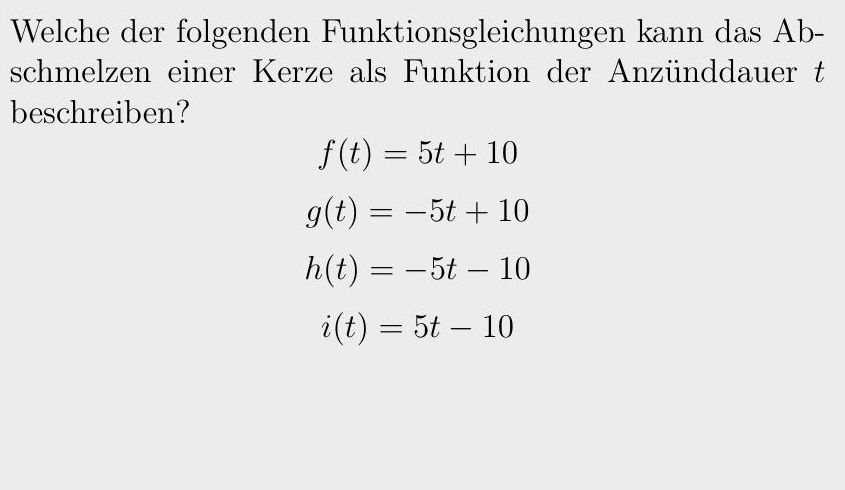 Welche der folgenden Funktionsgleichungen kann das Ab-
schmelzen einer Kerze als Funktion der Anzünddauer t
beschreiben?
f(t) = 5t + 10
g(t) = −5t + 10
h(t) = −5t − 10
i(t) = 5t − 10